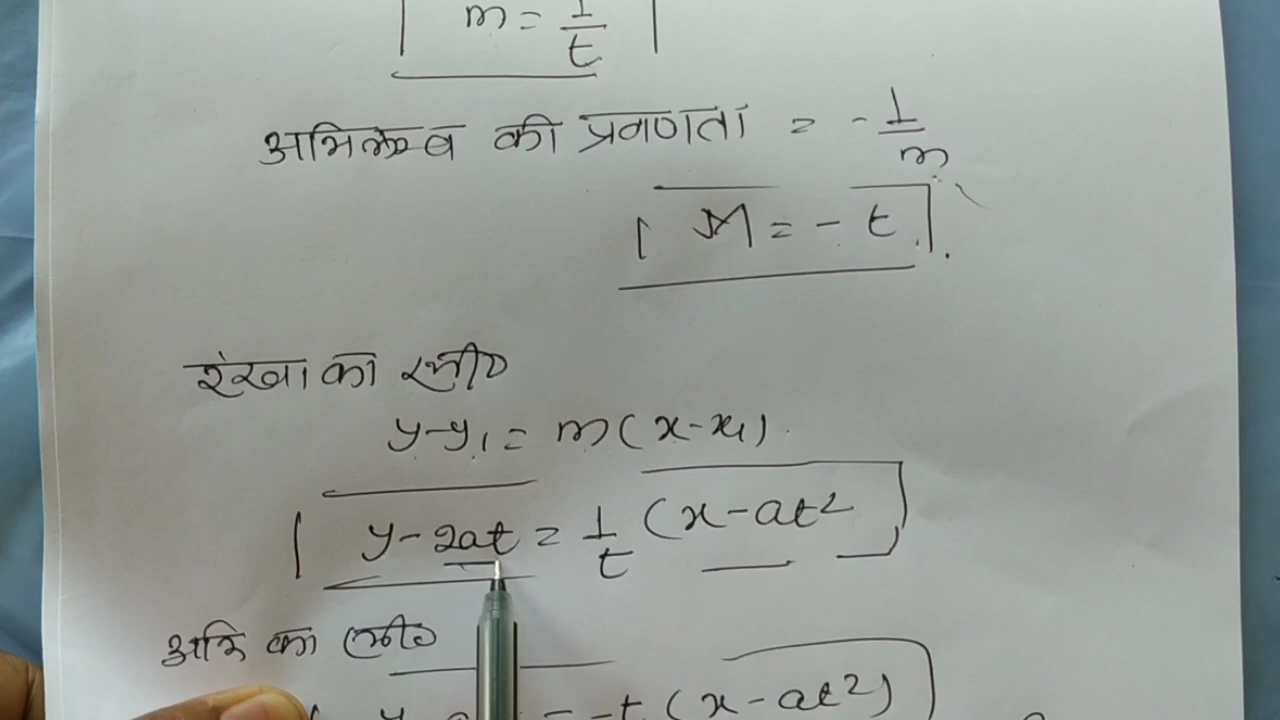 m = 1/t
अभिलम्ब की प्रवणता = -1/m
M = - t
रेखा का समी०
y-y₁ = m(x-x₁)
y-2at = 1/t (x-at²
अभि का समी०
= -t (x-at²)